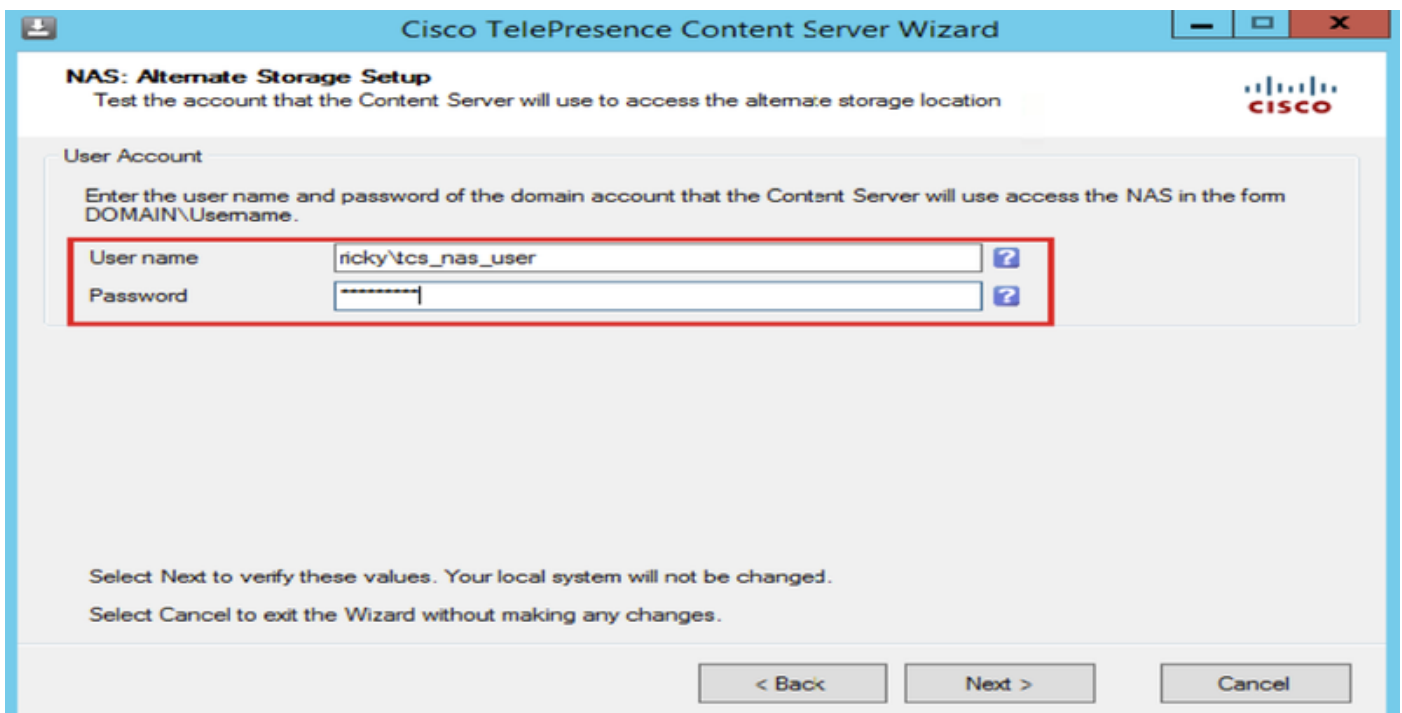 Cisco TelePresence Content Server Wizard
NAS: Alternate Storage Setup
Test the account that the Content Server will use to access the alternate storage location
CISCO
User Account
Enter the user name and password of the domain account that the Content Server will use access the NAS in the form
DOMAIN\Username.
User name
ricky\tcs_nas_user
?
Password
•••••••••
?
Select Next to verify these values. Your local system will not be changed.
Select Cancel to exit the Wizard without making any changes.
< Back
Next >
Cancel